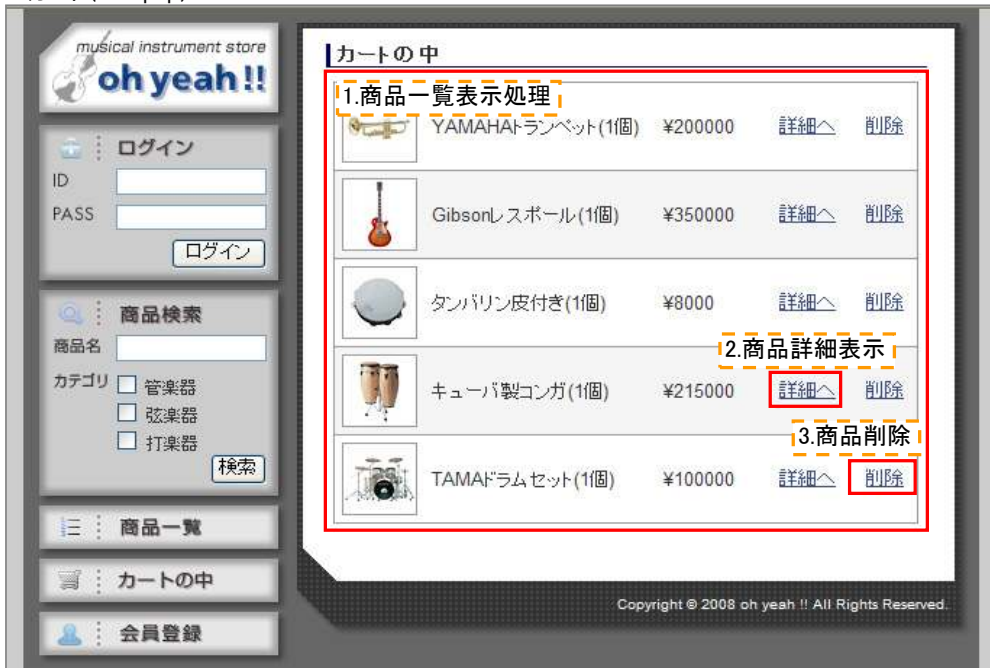 musical instrument store
oh yeah!!
ログイン
ID
PASS
ログイン
商品検索
商品名
カテゴリ
管楽器
弦楽器
打楽器
検索
商品一覧
カートの中
会員登録
カートの中
1.商品一覧表示処理
YAMAHAトランペット(1個) ¥200000 詳細へ 削除
Gibsonレスポール(1個) ¥350000 詳細へ 削除
タンバリン皮付き(1個) ¥8000 詳細へ 削除
2.商品詳細表示
キューバ製コンガ(1個) ¥215000 詳細へ 削除
3.商品削除
TAMAドラムセット(1個) ¥100000 詳細へ 削除
Copyright © 2008 oh yeah !! All Rights Reserved.